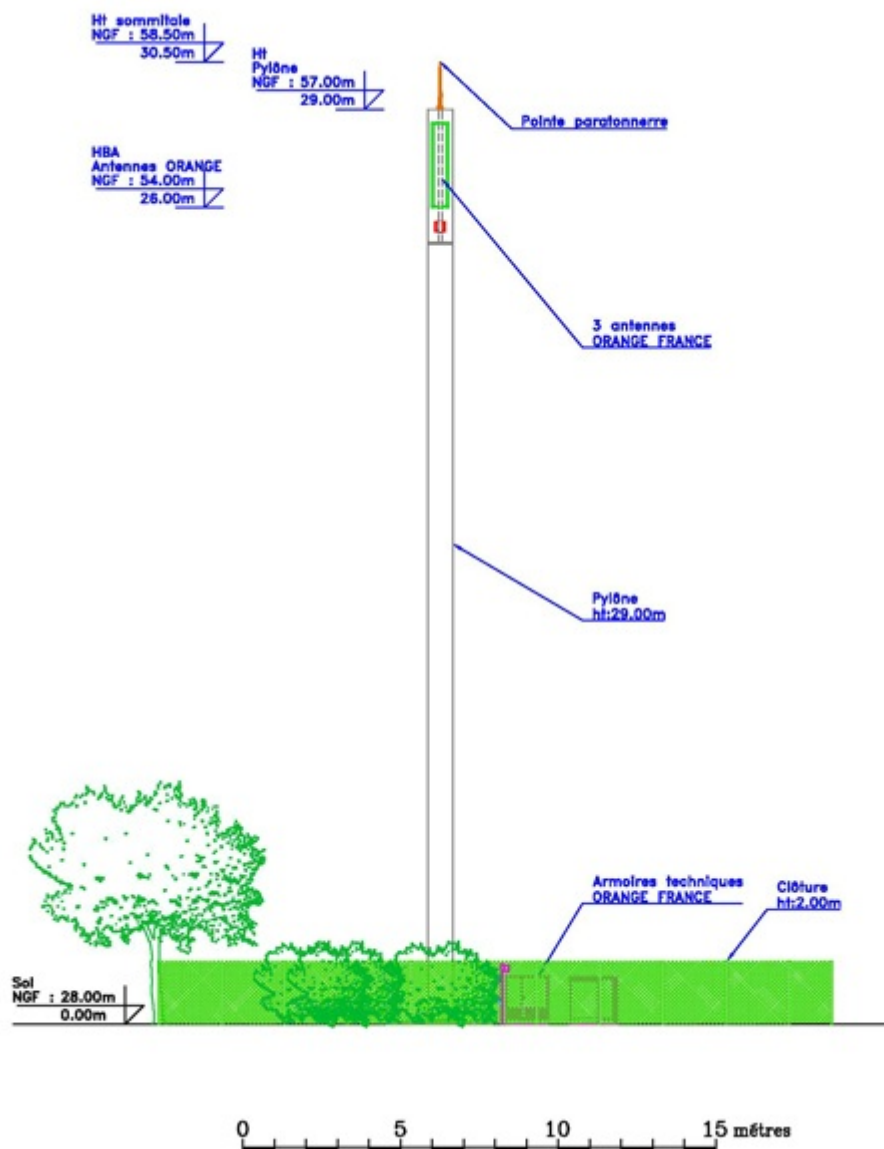 Ht sommitale
NGF : 58.50m
30.50m
Ht
Pylône
NGF : 57.00m
29.00m
Pointe paratonnerre
HBA
Antennes ORANGE
NGF : 54.00m
26.00m
3 antennes
ORANGE FRANCE
Pylône
ht:29.00m
Armoires techniques
ORANGE FRANCE
Clôture
ht:2.00m
Sol
NGF : 28.00m
0.00m
0 5 10 15 métres